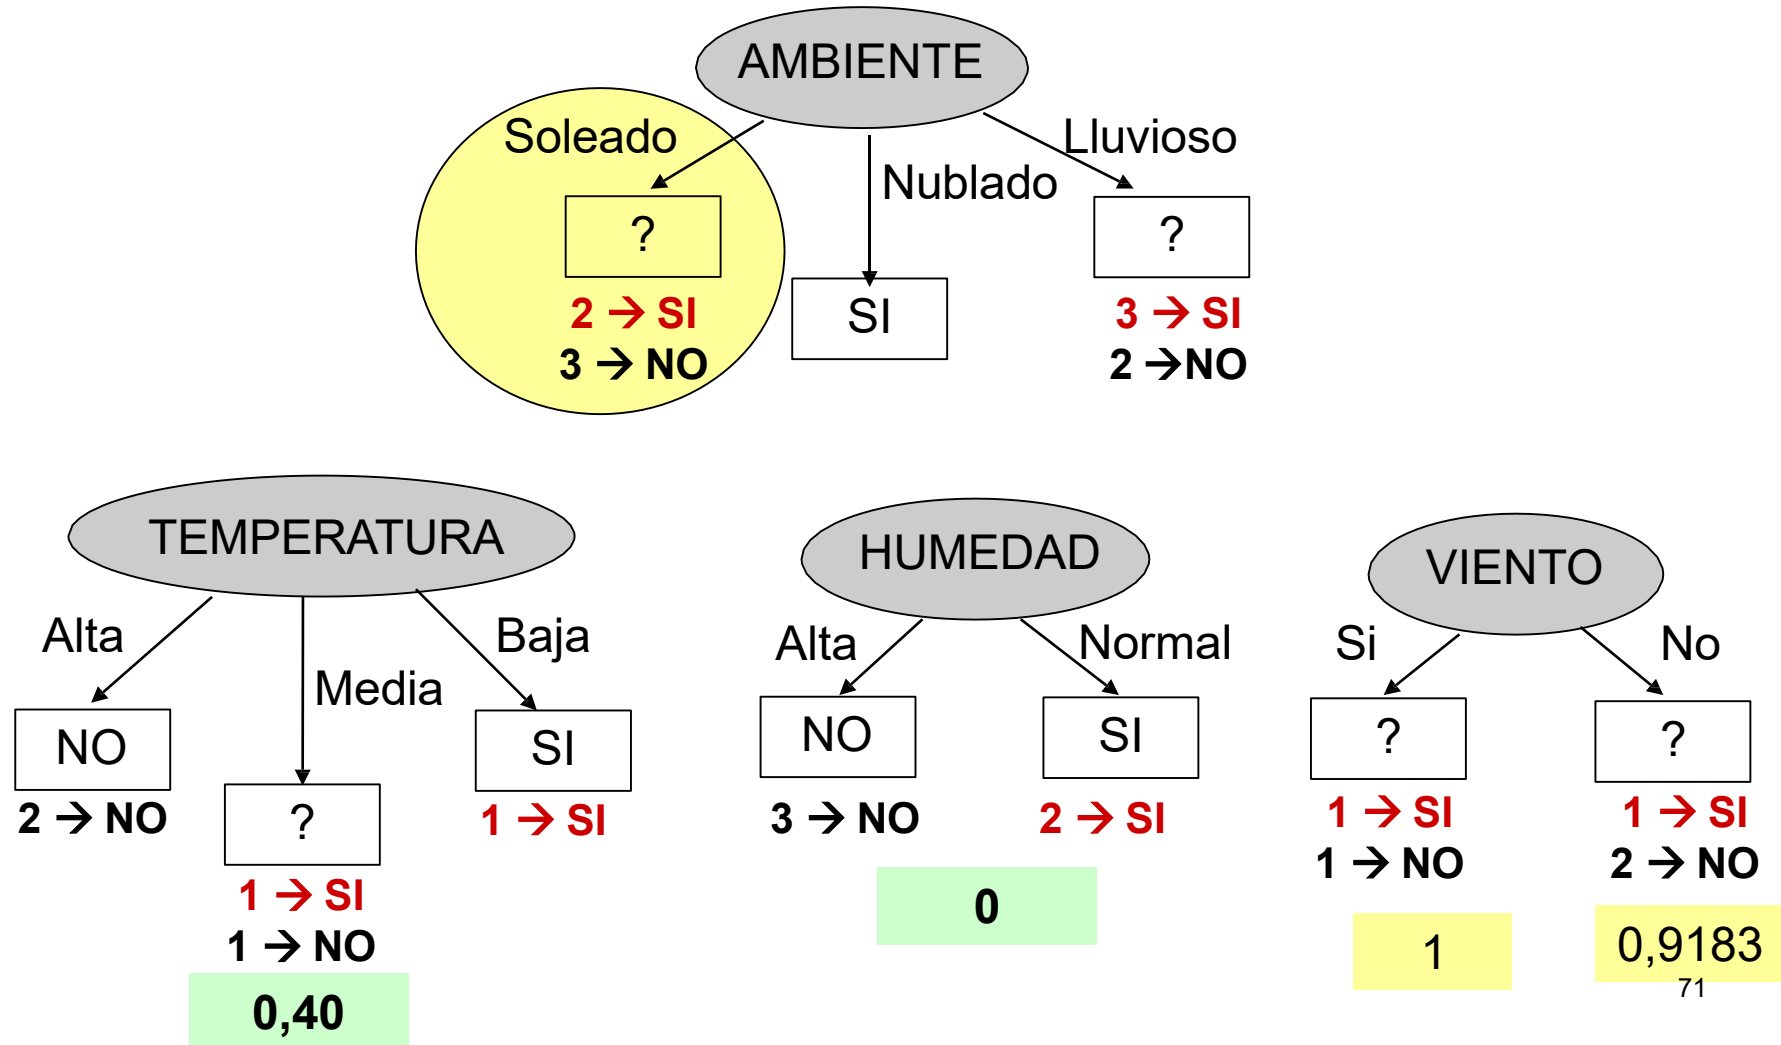 AMBIENTE
Soleado
Lluvioso
Nublado
?
?
SI
2 → SI
3 → NO
3 → SI
2 →NO
TEMPERATURA
Alta
Baja
Media
NO
SI
2 → NO
?
1 → SI
1 → SI
1 → NO
0,40
HUMEDAD
Alta
Normal
NO
SI
3 → NO
2 → SI
0
VIENTO
Si
No
?
?
1 → SI
1 → NO
1 → SI
2 → NO
1
0,9183
71